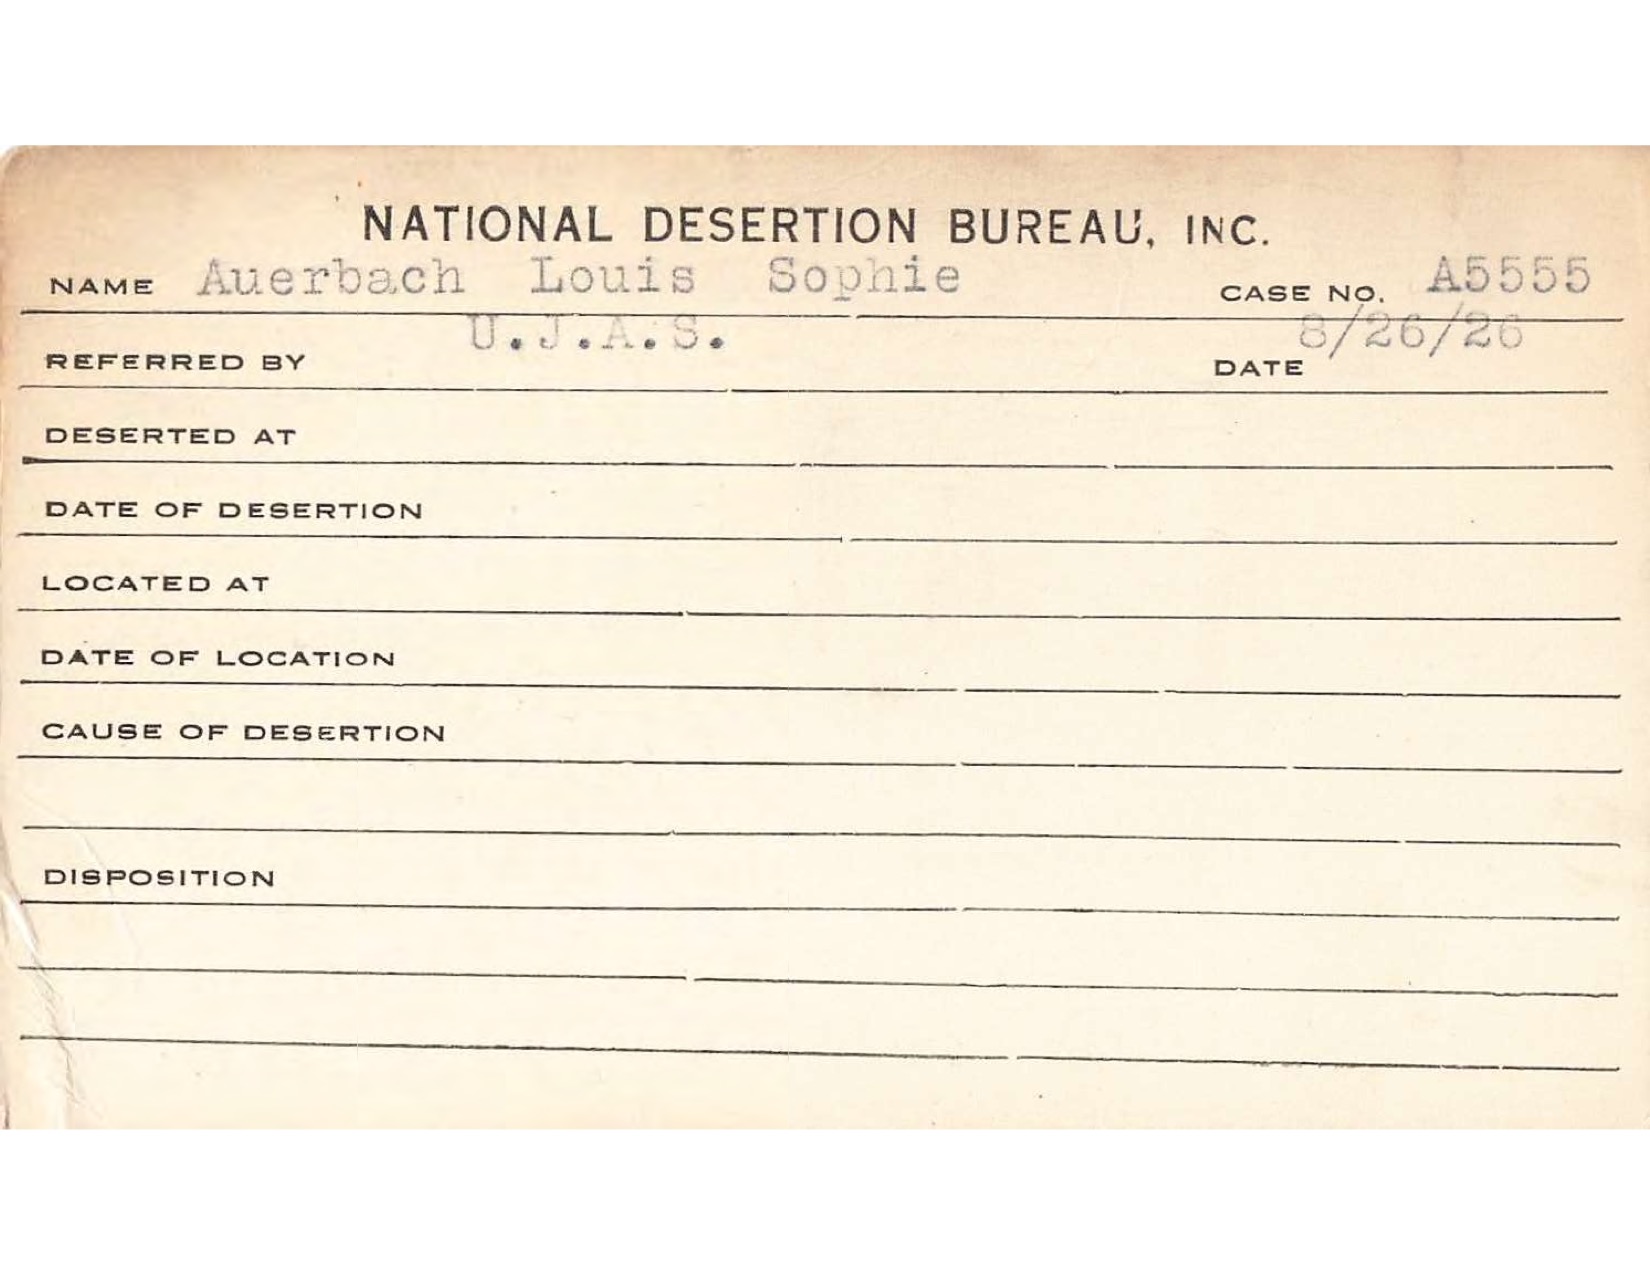 NATIONAL DESERTION BUREAU, INC.
NAME Auerbach Louis Sophie CASE NO. A5555
REFERRED BY U.J.A.S. DATE 8/26/26
DESERTED AT
DATE OF DESERTION
LOCATED AT
DATE OF LOCATION
CAUSE OF DESERTION
DISPOSITION